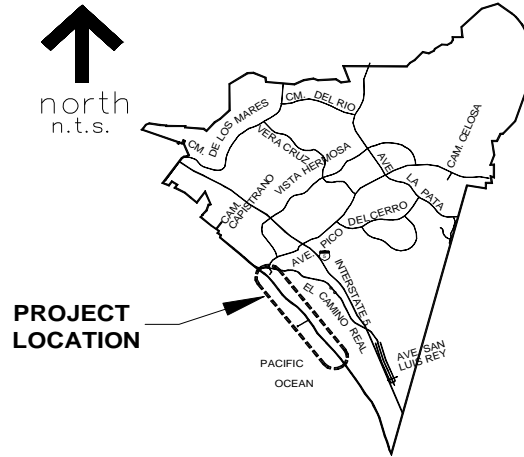 north
n.t.s.
CM. DE LOS MARES
CM. DEL RIO
VERA CRUZ
VISTA HERMOSA
CAM. CELOSA
AVE LA PATA
CAM.
CAPISTRANO
AVE PICO
DEL CERRO
INTERSTATE 5
EL CAMINO REAL
AVE. SAN
LUIS REY
PROJECT
LOCATION
PACIFIC
OCEAN